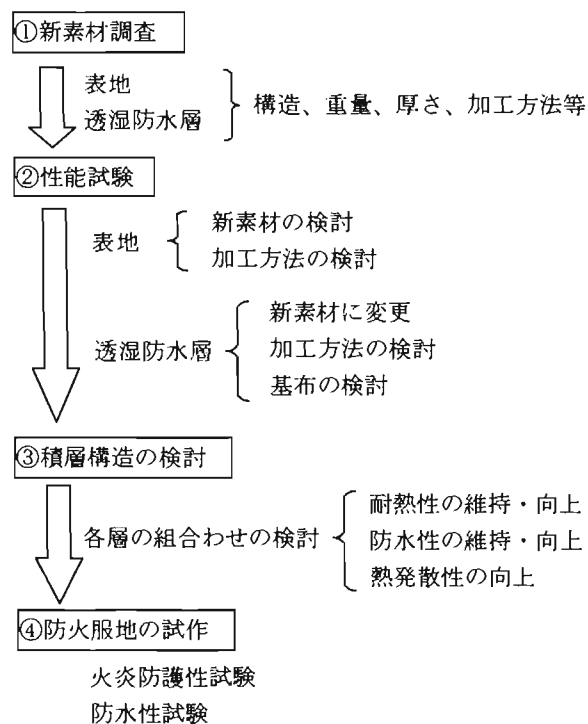 ①新素材調査
表地
透湿防水層
構造、重量、厚さ、加工方法等
②性能試験
表地
新素材の検討
加工方法の検討
透湿防水層
新素材に変更
加工方法の検討
基布の検討
③積層構造の検討
各層の組合わせの検討
耐熱性の維持・向上
防水性の維持・向上
熱発散性の向上
④防火服地の試作
火炎防護性試験
防水性試験